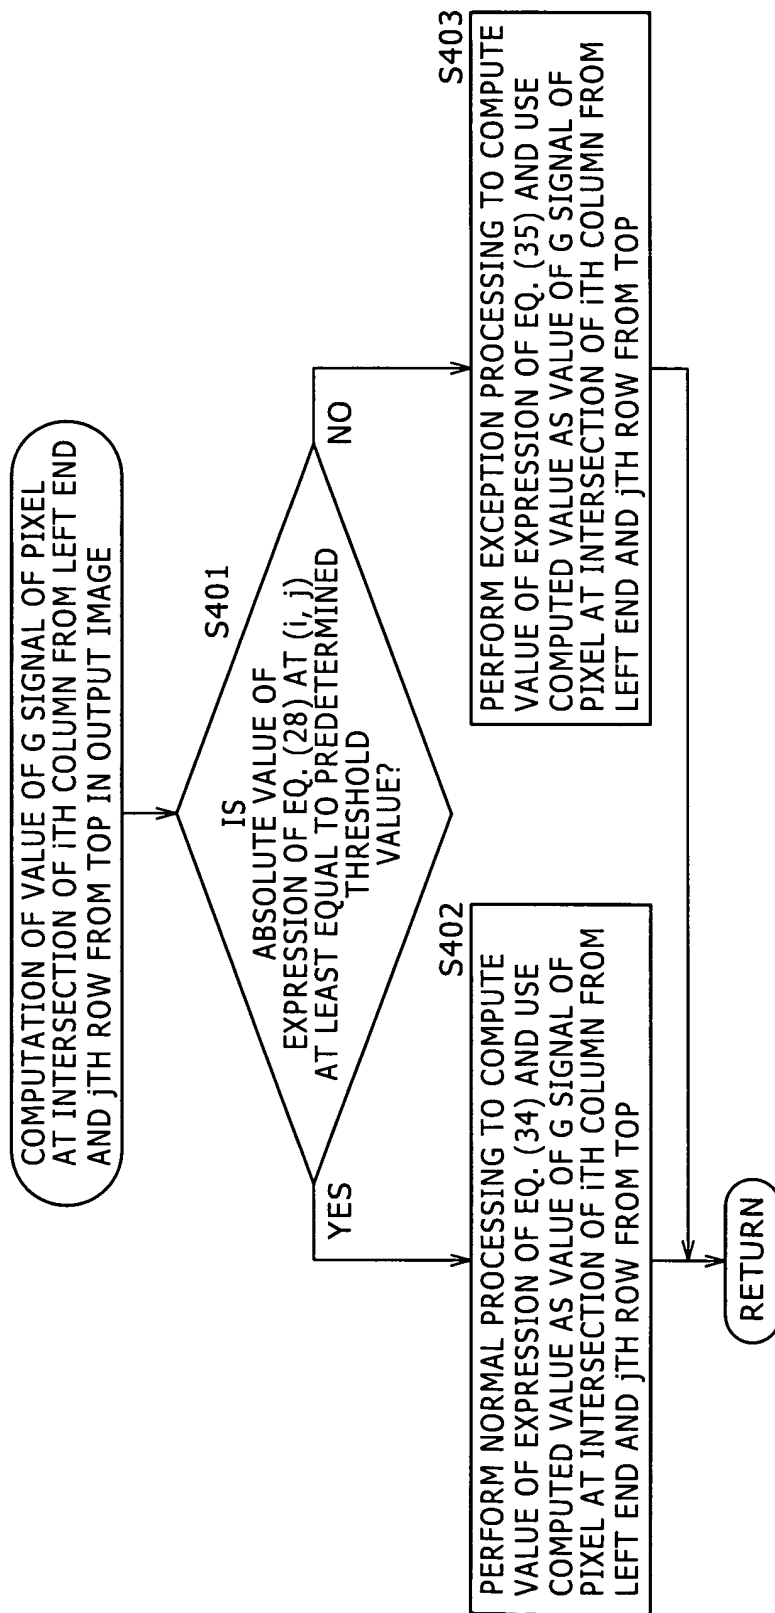 COMPUTATION OF VALUE OF G SIGNAL OF PIXEL
AT INTERSECTION OF iTH COLUMN FROM LEFT END
AND jTH ROW FROM TOP IN OUTPUT IMAGE
S401
IS
ABSOLUTE VALUE OF
EXPRESSION OF EQ. (28) AT (i, j)
AT LEAST EQUAL TO PREDETERMINED
THRESHOLD
VALUE?
YES
NO
S402
PERFORM NORMAL PROCESSING TO COMPUTE
VALUE OF EXPRESSION OF EQ. (34) AND USE
COMPUTED VALUE AS VALUE OF G SIGNAL OF
PIXEL AT INTERSECTION OF iTH COLUMN FROM
LEFT END AND jTH ROW FROM TOP
S403
PERFORM EXCEPTION PROCESSING TO COMPUTE
VALUE OF EXPRESSION OF EQ. (35) AND USE
COMPUTED VALUE AS VALUE OF G SIGNAL OF
PIXEL AT INTERSECTION OF iTH COLUMN FROM
LEFT END AND jTH ROW FROM TOP
RETURN